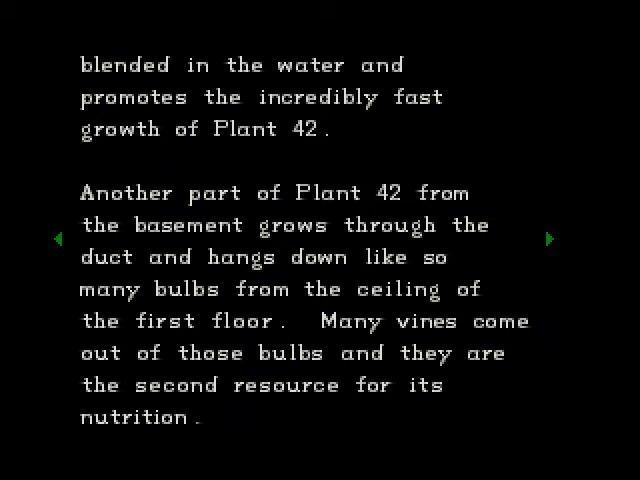 blended in the water and
promotes the incredibly fast
growth of Plant 42.
Another part of Plant 42 from
the basement grows through the
duct and hangs down like so
many bulbs from the ceiling of
the first floor. Many vines come
out of those bulbs and they are
the second resource for its
nutrition.